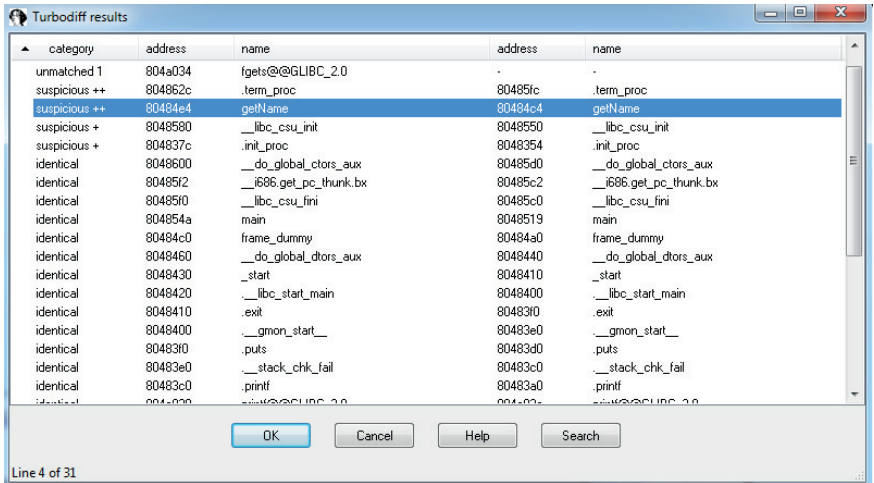 Turbodiff results
category address name address name
unmatched 1 804a034 fgets@@GLIBC_2.0 - -
suspicious ++ 804862c .term_proc 80485fc .term_proc
suspicious ++ 80484e4 getName 80484c4 getName
suspicious + 8048580 __libc_csu_init 8048550 __libc_csu_init
suspicious + 804837c .init_proc 8048354 .init_proc
identical 8048600 __do_global_ctors_aux 80485d0 __do_global_ctors_aux
identical 80485f2 __i686.get_pc_thunk.bx 80485c2 __i686.get_pc_thunk.bx
identical 80485f0 __libc_csu_fini 80485c0 __libc_csu_fini
identical 804854a main 8048519 main
identical 80484c0 frame_dummy 80484a0 frame_dummy
identical 8048460 __do_global_dtors_aux 8048440 __do_global_dtors_aux
identical 8048430 _start 8048410 _start
identical 8048420 .__libc_start_main 8048400 .__libc_start_main
identical 8048410 .exit 80483f0 .exit
identical 8048400 .__gmon_start__ 80483e0 .__gmon_start__
identical 80483f0 .puts 80483d0 .puts
identical 80483e0 .__stack_chk_fail 80483c0 .__stack_chk_fail
identical 80483c0 .printf 80483a0 .printf
OK Cancel Help Search
Line 4 of 31